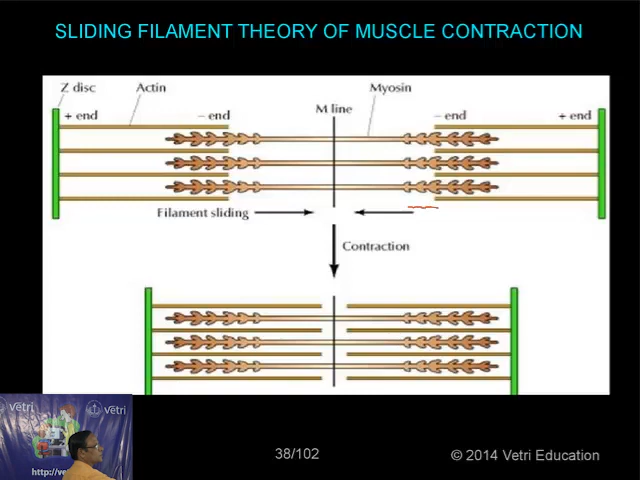 SLIDING FILAMENT THEORY OF MUSCLE CONTRACTION
Z disc
Actin
Myosin
M line
+ end
– end
– end
+ end
Filament sliding
Contraction
Vetri
Vetri
38/102
© 2014 Vetri Education